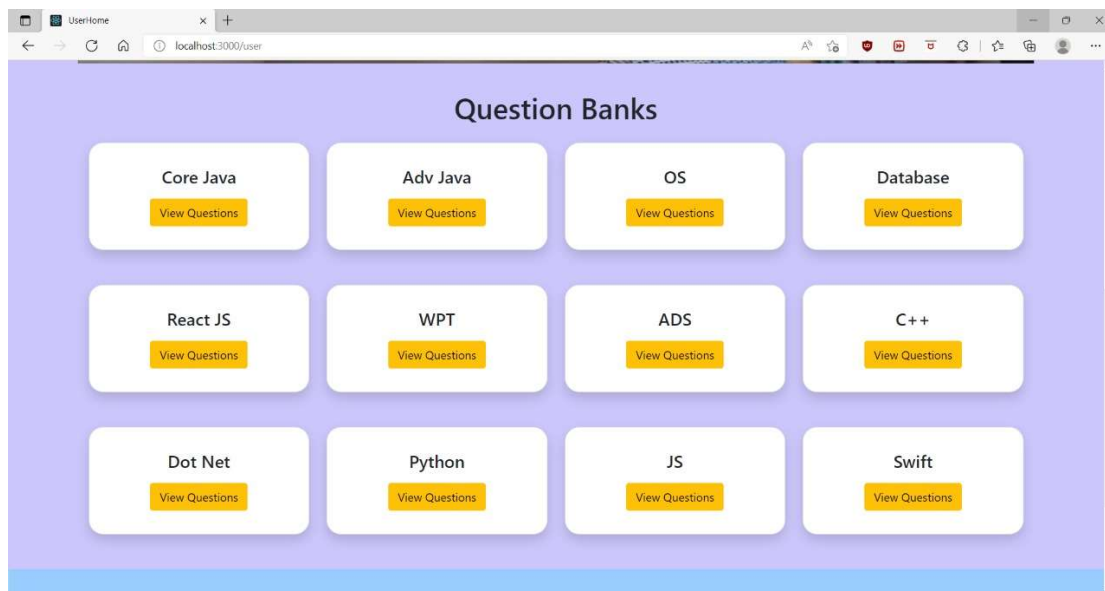 UserHome
localhost:3000/user
Question Banks
Core Java
View Questions
Adv Java
View Questions
OS
View Questions
Database
View Questions
React JS
View Questions
WPT
View Questions
ADS
View Questions
C++
View Questions
Dot Net
View Questions
Python
View Questions
JS
View Questions
Swift
View Questions